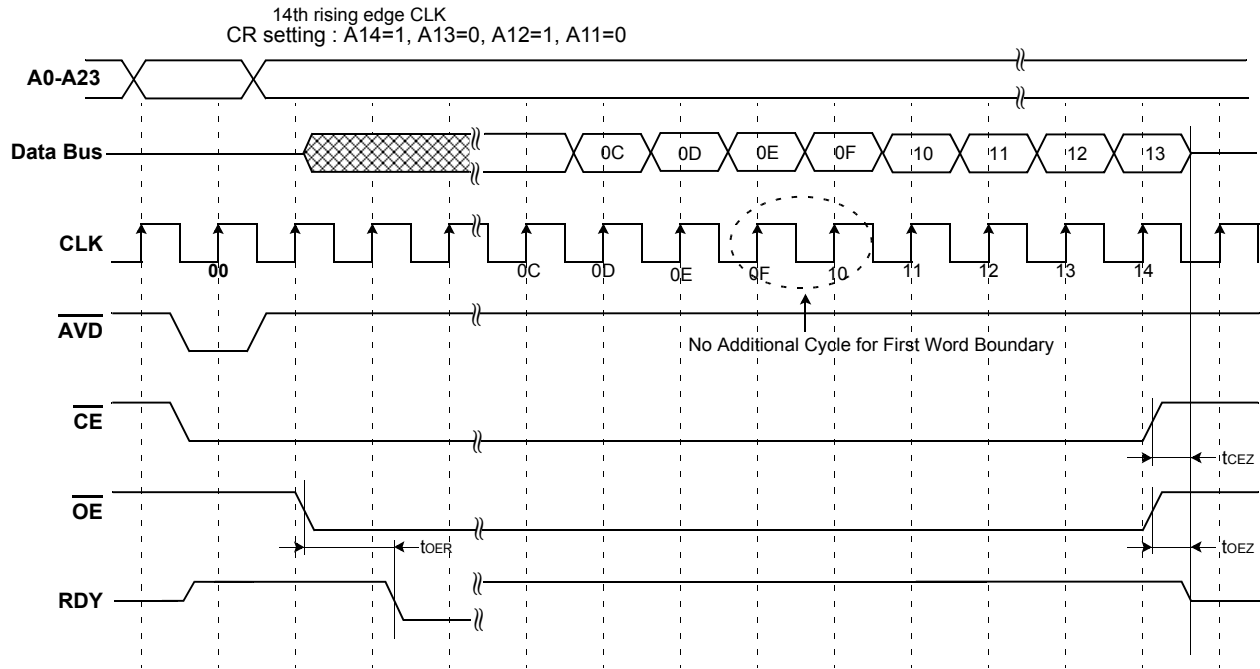 14th rising edge CLK
CR setting : A14=1, A13=0, A12=1, A11=0
A0-A23
Data Bus
0C 0D 0E 0F 10 11 12 13
CLK
00 0C 0D 0E 0F 10 11 12 13 14
AVD
No Additional Cycle for First Word Boundary
CE
tCEZ
OE
tOER
tOEZ
RDY